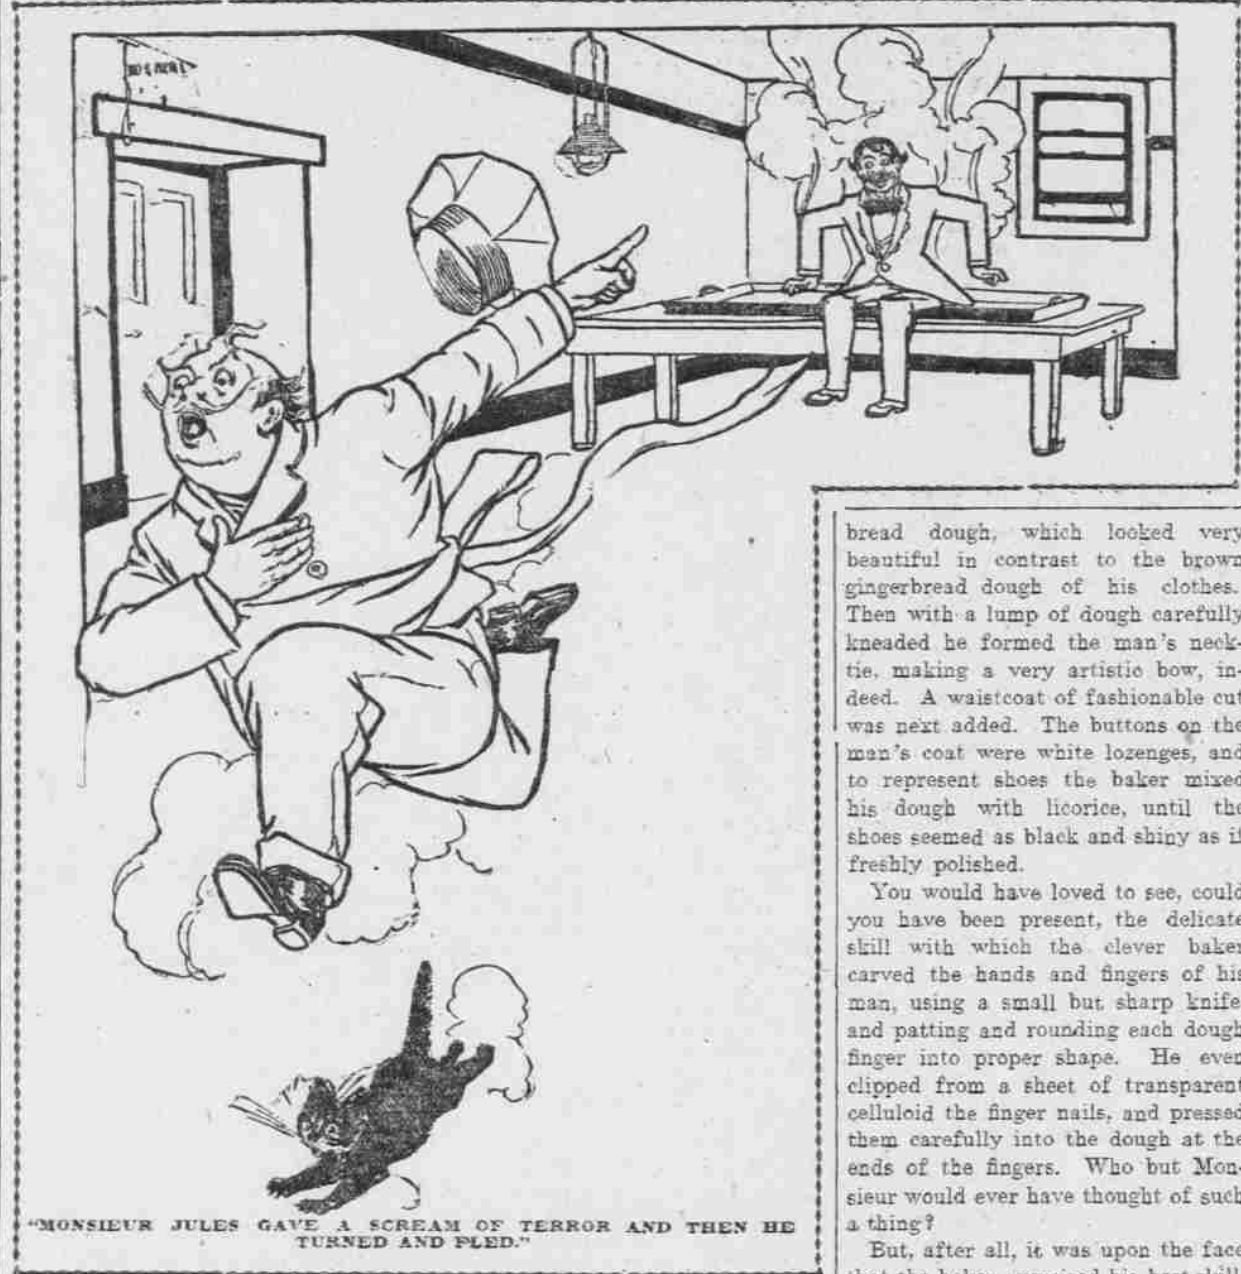 "MONSIEUR JULES GAVE A SCREAM OF TERROR AND THEN HE
TURNED AND FLED."
bread dough, which looked very
beautiful in contrast to the brown
gingerbread dough of his clothes.
Then with a lump of dough carefully
kneaded he formed the man's neck-
tie, making a very artistic bow, in-
deed. A waistcoat of fashionable cut
was next added. The buttons on the
man's coat were white lozenges, and
to represent shoes the baker mixed
his dough with licorice, until the
shoes seemed as black and shiny as if
freshly polished.
You would have loved to see, could
you have been present, the delicate
skill with which the clever baker
carved the hands and fingers of his
man, using a small but sharp knife
and patting and rounding each dough
finger into proper shape. He even
clipped from a sheet of transparent
celluloid the finger nails, and pressed
them carefully into the dough at the
ends of the fingers. Who but Mon-
sieur would ever have thought of such
a thing?
But, after all, it was upon the face